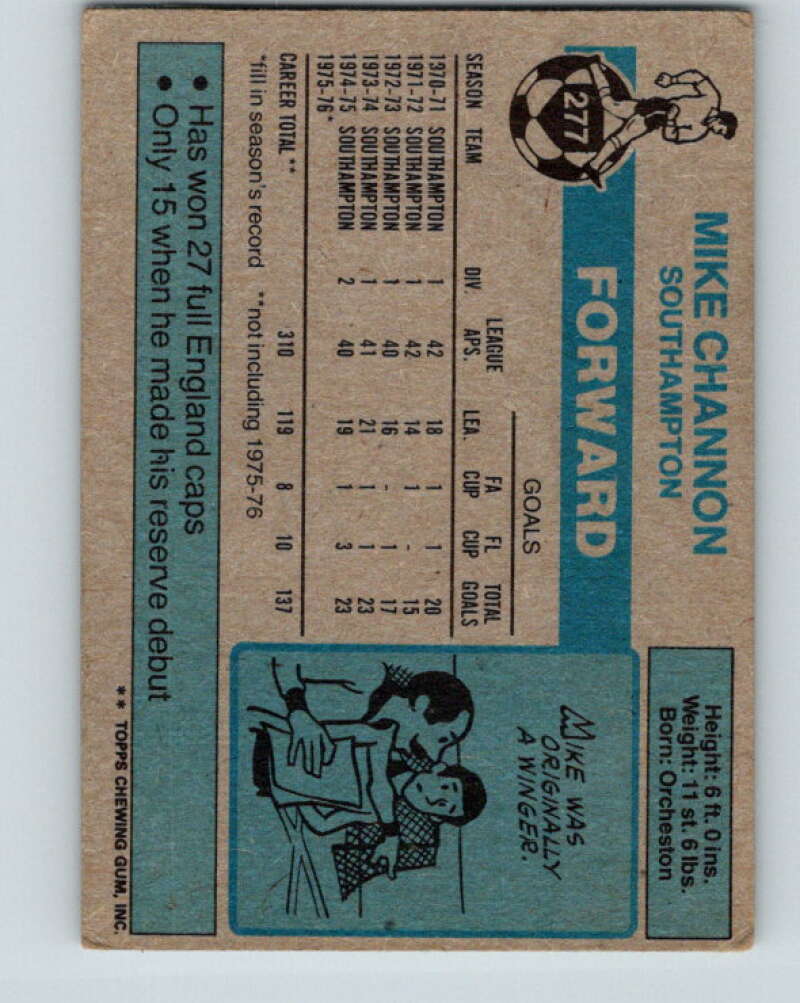 277
MIKE CHANNON
SOUTHAMPTON
FORWARD
Height: 6 ft. 0 ins.
Weight: 11 st. 6 lbs.
Born: Orcheston
GOALS
LEAGUE FA FL TOTAL
SEASON TEAM DIV. APS. LEA. CUP CUP GOALS
1970-71 SOUTHAMPTON 1 42 18 1 1 20
1971-72 SOUTHAMPTON 1 42 14 1 - 15
1972-73 SOUTHAMPTON 1 40 16 - 1 17
1973-74 SOUTHAMPTON 1 41 21 1 1 23
1974-75 SOUTHAMPTON 2 40 19 1 3 23
1975-76*
CAREER TOTAL** 310 119 8 10 137
*fill in season's record **not including 1975-76
MIKE WAS
ORIGINALLY
A WINGER.
• Has won 27 full England caps
• Only 15 when he made his reserve debut
** TOPPS CHEWING GUM, INC.